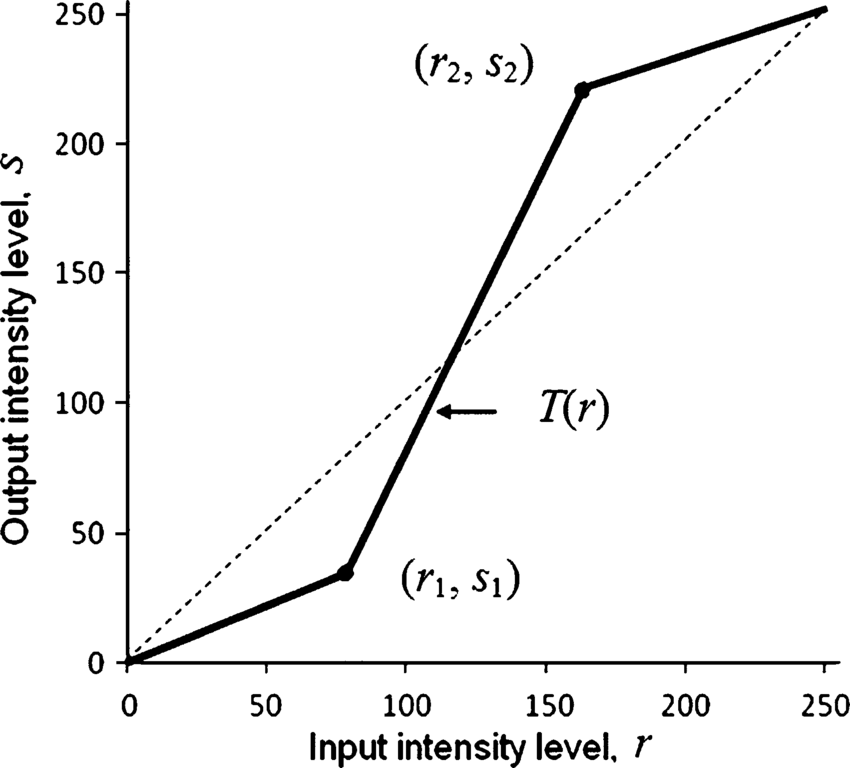 250
(r2, s2)
200
150
100
T(r)
50
(r1, s1)
0
0 50 100 150 200 250
Input intensity level, r
Output intensity level, s